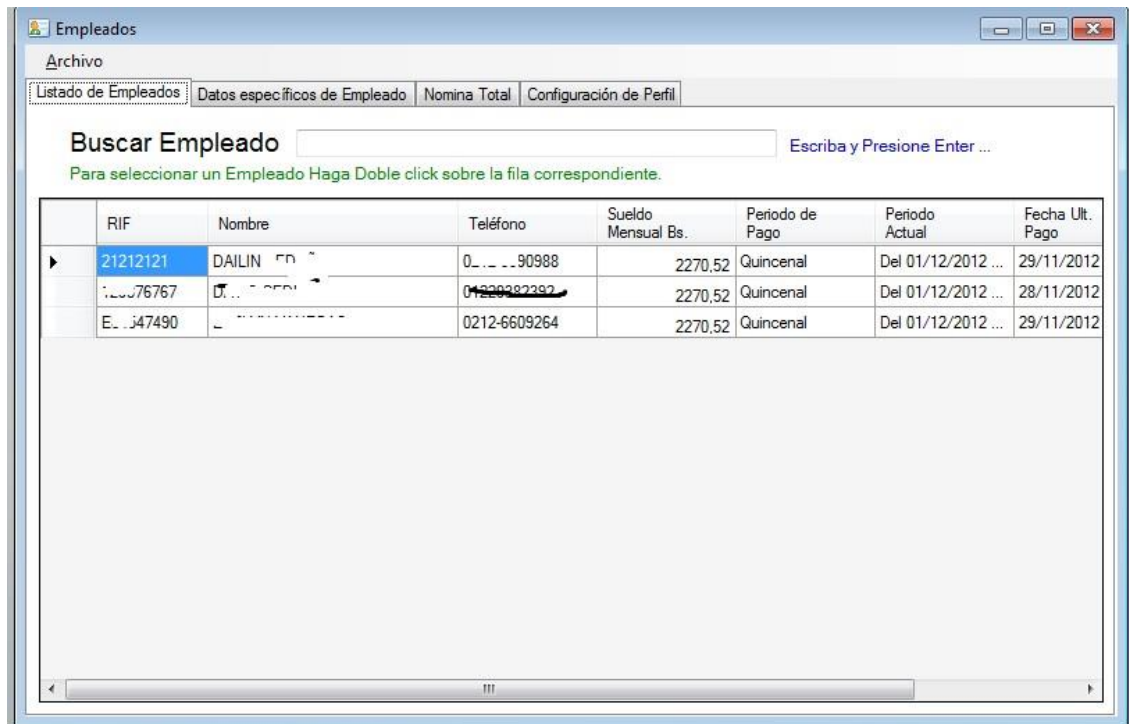 Empleados
Archivo
Listado de Empleados Datos específicos de Empleado Nomina Total Configuración de Perfil
Buscar Empleado Escriba y Presione Enter ...
Para seleccionar un Empleado Haga Doble click sobre la fila correspondiente.
RIF Nombre Teléfono Sueldo Mensual Bs. Periodo de Pago Periodo Actual Fecha Ult. Pago
21212121 DAILIN 2270,52 Quincenal Del 01/12/2012 ... 29/11/2012
2270,52 Quincenal Del 01/12/2012 ... 28/11/2012
0212-6609264 2270,52 Quincenal Del 01/12/2012 ... 29/11/2012